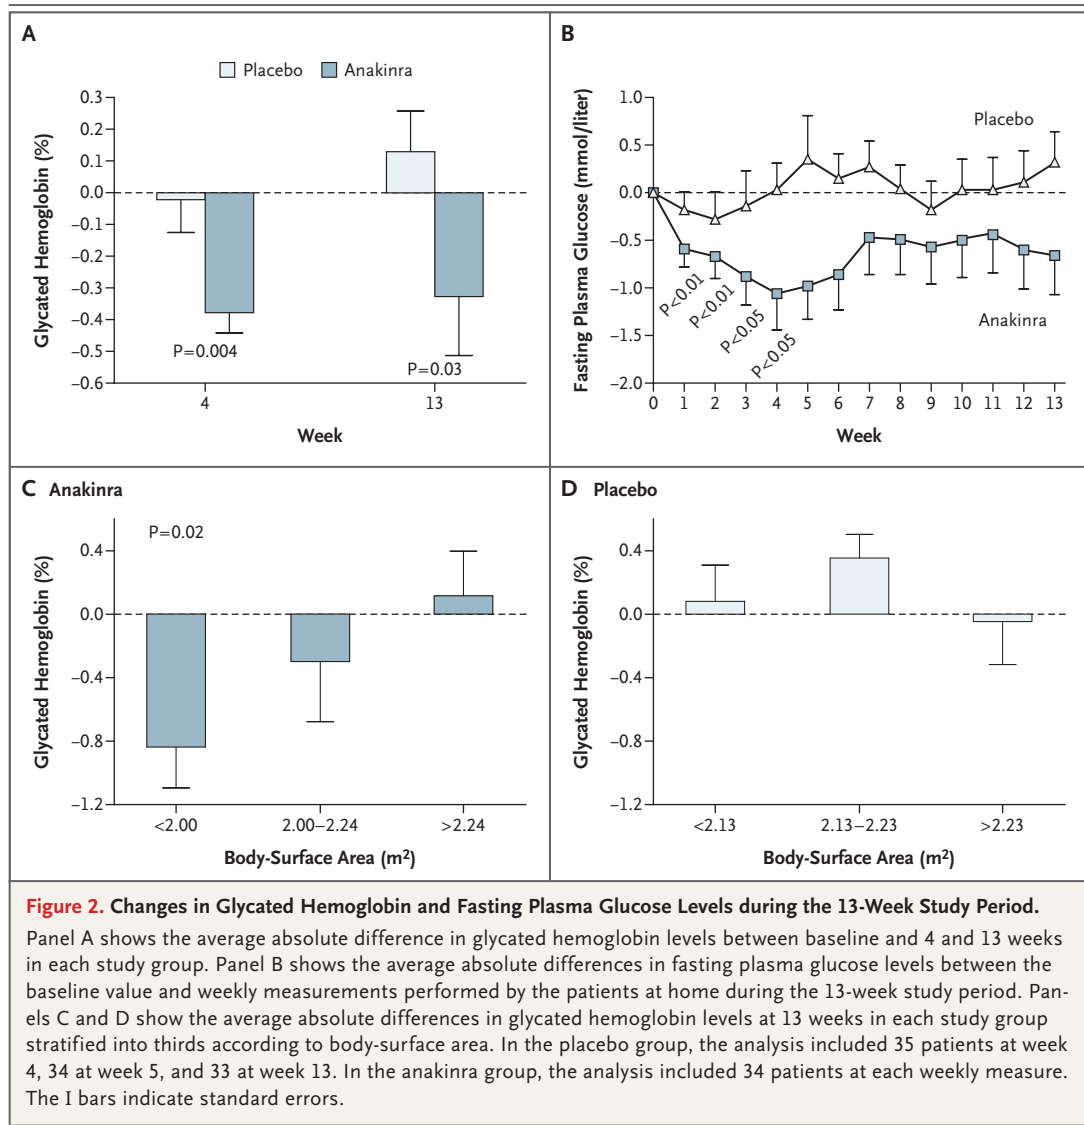 A
Placebo Anakinra
Glycated Hemoglobin (%)
0.3
0.2
0.1
0.0
−0.1
−0.2
−0.3
−0.4
−0.5
−0.6
P=0.004
P=0.03
4 13
Week
B
Fasting Plasma Glucose (mmol/liter)
1.0
0.5
0.0
−0.5
−1.0
−1.5
−2.0
Placebo
Anakinra
P<0.01
P<0.01
P<0.05
P<0.05
0 1 2 3 4 5 6 7 8 9 10 11 12 13
Week
C Anakinra
P=0.02
Glycated Hemoglobin (%)
0.4
0.0
−0.4
−0.8
−1.2
<2.00 2.00–2.24 >2.24
Body-Surface Area (m²)
D Placebo
Glycated Hemoglobin (%)
0.4
0.0
−0.4
−0.8
−1.2
<2.13 2.13–2.23 >2.23
Body-Surface Area (m²)
Figure 2. Changes in Glycated Hemoglobin and Fasting Plasma Glucose Levels during the 13-Week Study Period.
Panel A shows the average absolute difference in glycated hemoglobin levels between baseline and 4 and 13 weeks
in each study group. Panel B shows the average absolute differences in fasting plasma glucose levels between the
baseline value and weekly measurements performed by the patients at home during the 13-week study period. Pan-
els C and D show the average absolute differences in glycated hemoglobin levels at 13 weeks in each study group
stratified into thirds according to body-surface area. In the placebo group, the analysis included 35 patients at week
4, 34 at week 5, and 33 at week 13. In the anakinra group, the analysis included 34 patients at each weekly measure.
The I bars indicate standard errors.